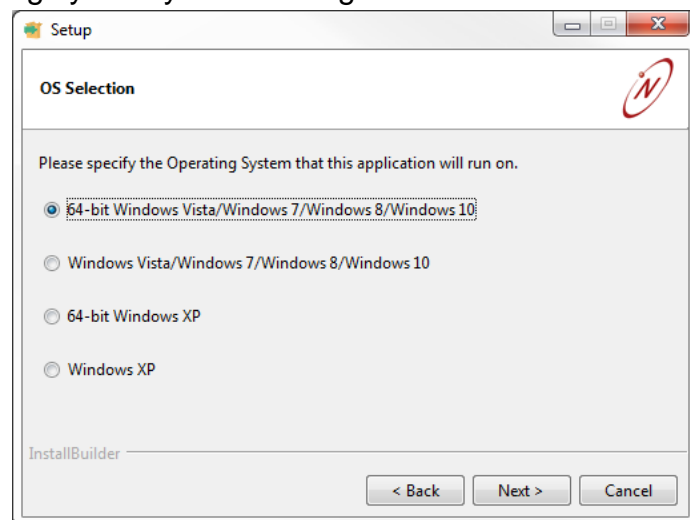 Setup
OS Selection
N
Please specify the Operating System that this application will run on.
64-bit Windows Vista/Windows 7/Windows 8/Windows 10
Windows Vista/Windows 7/Windows 8/Windows 10
64-bit Windows XP
Windows XP
InstallBuilder
< Back Next > Cancel